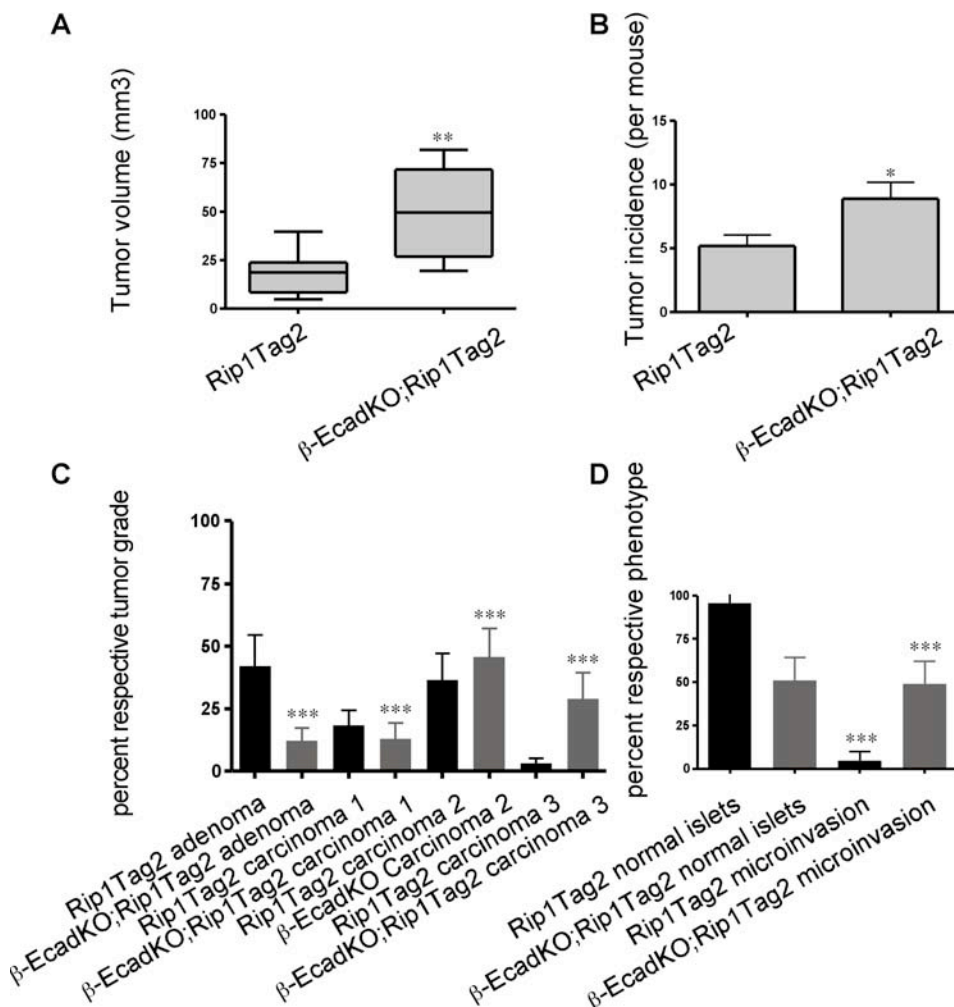 A
Tumor volume (mm3)
100
75
50
25
0
**
Rip1Tag2
β-EcadKO;Rip1Tag2
B
Tumor incidence (per mouse)
15
10
5
0
*
Rip1Tag2
β-EcadKO;Rip1Tag2
C
percent respective tumor grade
100
75
50
25
0
***
***
***
***
Rip1Tag2 adenoma
β-EcadKO;Rip1Tag2 adenoma
Rip1Tag2 carcinoma 1
β-EcadKO;Rip1Tag2 carcinoma 1
Rip1Tag2 carcinoma 2
β-EcadKO Carcinoma 2
Rip1Tag2 carcinoma 3
β-EcadKO;Rip1Tag2 carcinoma 3
D
percent respective phenotype
100
75
50
25
0
***
***
Rip1Tag2 normal islets
β-EcadKO;Rip1Tag2 normal islets
Rip1Tag2 microinvasion
β-EcadKO;Rip1Tag2 microinvasion